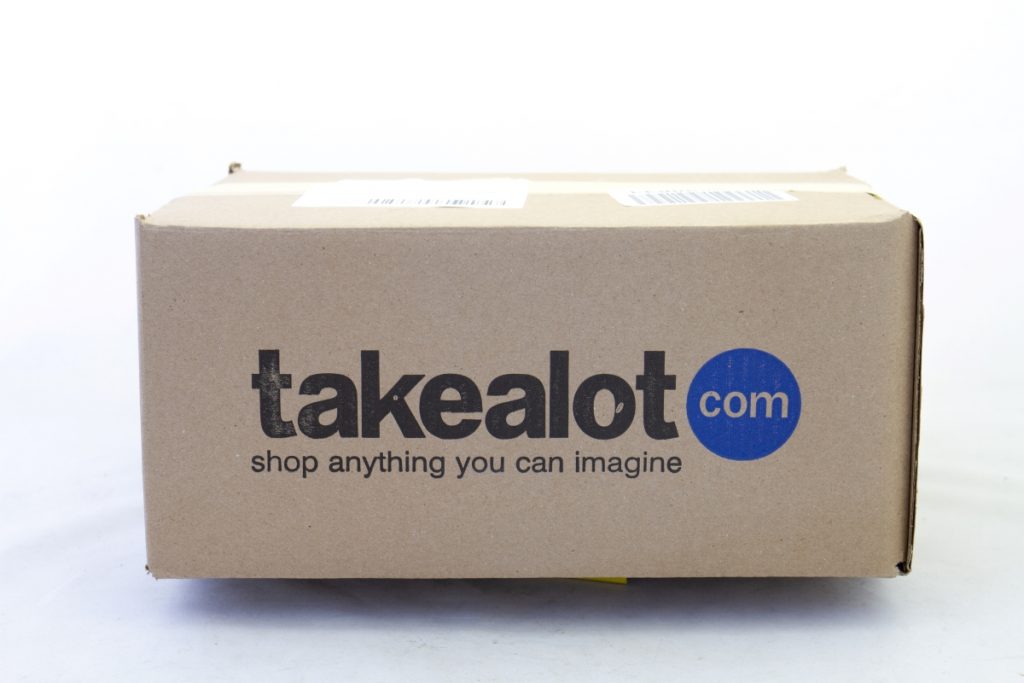 takealot com
shop anything you can imagine